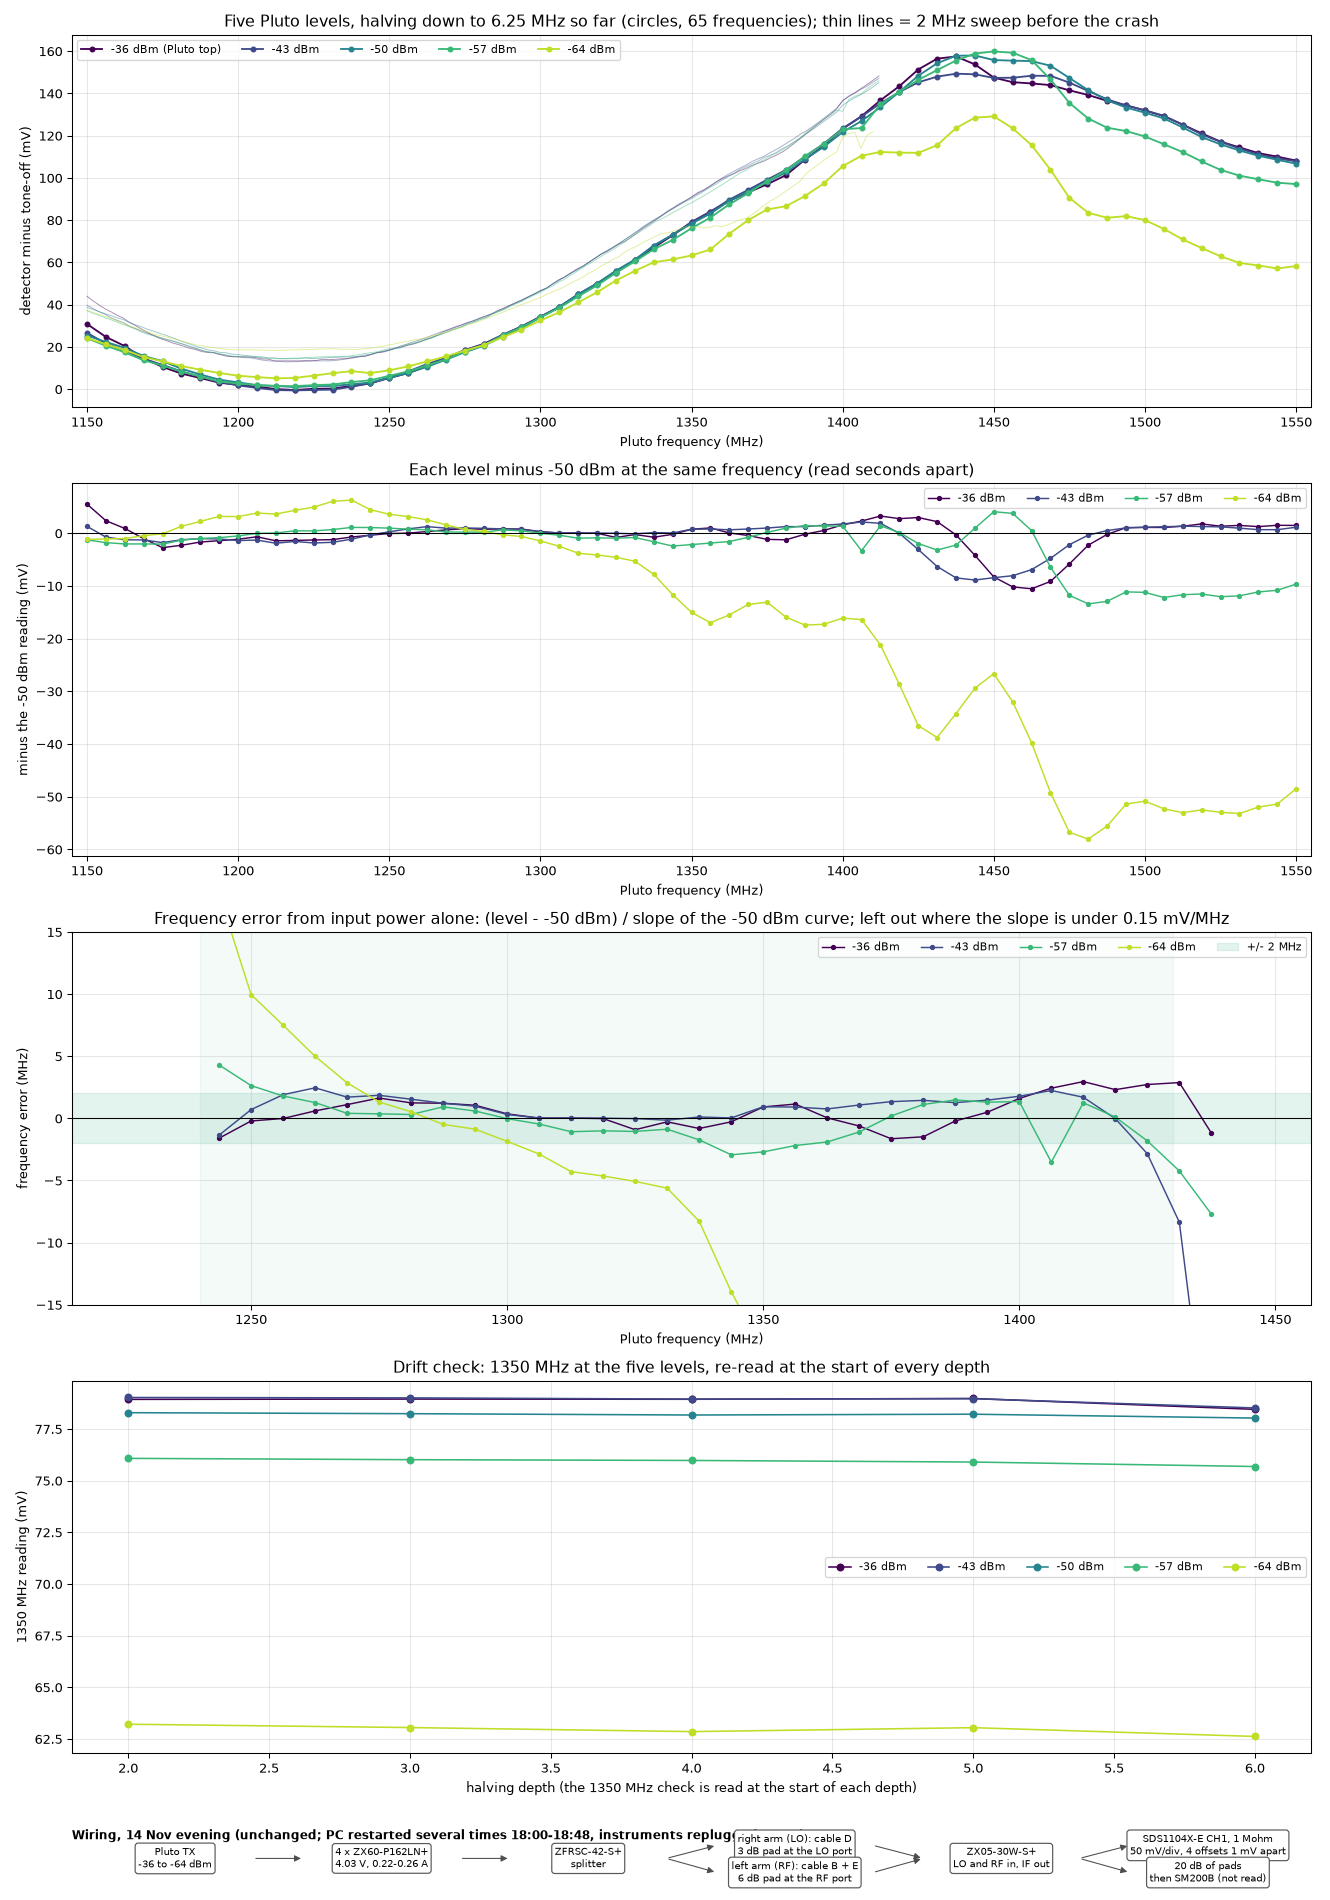 Five Pluto levels, halving down to 6.25 MHz so far (circles, 65 frequencies); thin lines = 2 MHz sweep before the crash
-36 dBm (Pluto top) -43 dBm -50 dBm -57 dBm -64 dBm
detector minus tone-off (mV)
160
140
120
100
80
60
40
20
0
1150 1200 1250 1300 1350 1400 1450 1500 1550
Pluto frequency (MHz)
Each level minus -50 dBm at the same frequency (read seconds apart)
-36 dBm -43 dBm -57 dBm -64 dBm
minus the -50 dBm reading (mV)
0
−10
−20
−30
−40
−50
−60
1150 1200 1250 1300 1350 1400 1450 1500 1550
Pluto frequency (MHz)
Frequency error from input power alone: (level - -50 dBm) / slope of the -50 dBm curve; left out where the slope is under 0.15 mV/MHz
-36 dBm -43 dBm -57 dBm -64 dBm +/- 2 MHz
frequency error (MHz)
15
10
5
0
−5
−10
−15
1250 1300 1350 1400 1450
Pluto frequency (MHz)
Drift check: 1350 MHz at the five levels, re-read at the start of every depth
-36 dBm -43 dBm -50 dBm -57 dBm -64 dBm
1350 MHz reading (mV)
77.5
75.0
72.5
70.0
67.5
65.0
62.5
2.0 2.5 3.0 3.5 4.0 4.5 5.0 5.5 6.0
halving depth (the 1350 MHz check is read at the start of each depth)
Wiring, 14 Nov evening (unchanged; PC restarted several times 18:00-18:48, instruments
Pluto TX
-36 to -64 dBm
4 x ZX60-P162LN+
4.03 V, 0.22-0.26 A
ZFRSC-42-S+
splitter
right arm (LO): cable D
3 dB pad at the LO port
left arm (RF): cable B + E
6 dB pad at the RF port
ZX05-30W-S+
LO and RF in, IF out
SDS1104X-E CH1, 1 Mohm
50 mV/div, 4 offsets 1 mV apart
20 dB of pads
then SM200B (not read)